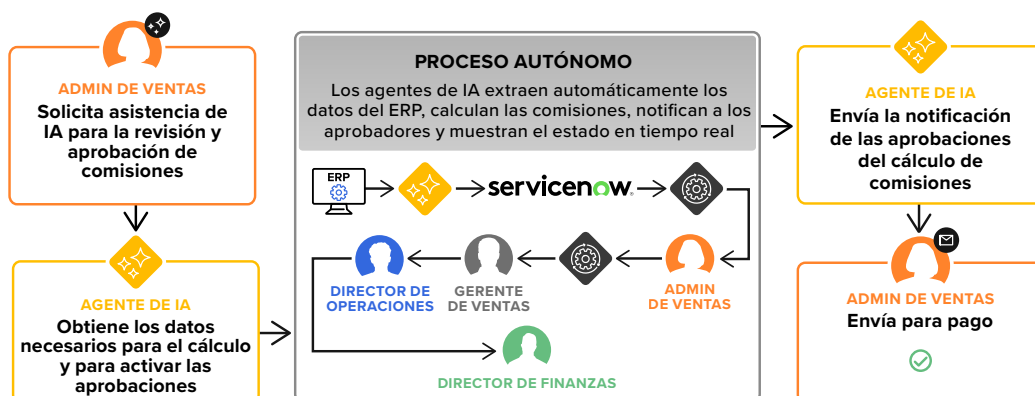 ADMIN DE VENTAS
Solicita asistencia de
IA para la revisión y
aprobación de
comisiones
AGENTE DE IA
Obtiene los datos
necesarios para el cálculo
y para activar las
aprobaciones
PROCESO AUTÓNOMO
Los agentes de IA extraen automáticamente los
datos del ERP, calculan las comisiones, notifican a los
aprobadores y muestran el estado en tiempo real
ERP
servicenow
DIRECTOR DE
OPERACIONES
GERENTE
DE VENTAS
ADMIN
DE VENTAS
DIRECTOR DE FINANZAS
AGENTE DE IA
Envía la notificación
de las aprobaciones
del cálculo de
comisiones
ADMIN DE VENTAS
Envía para pago